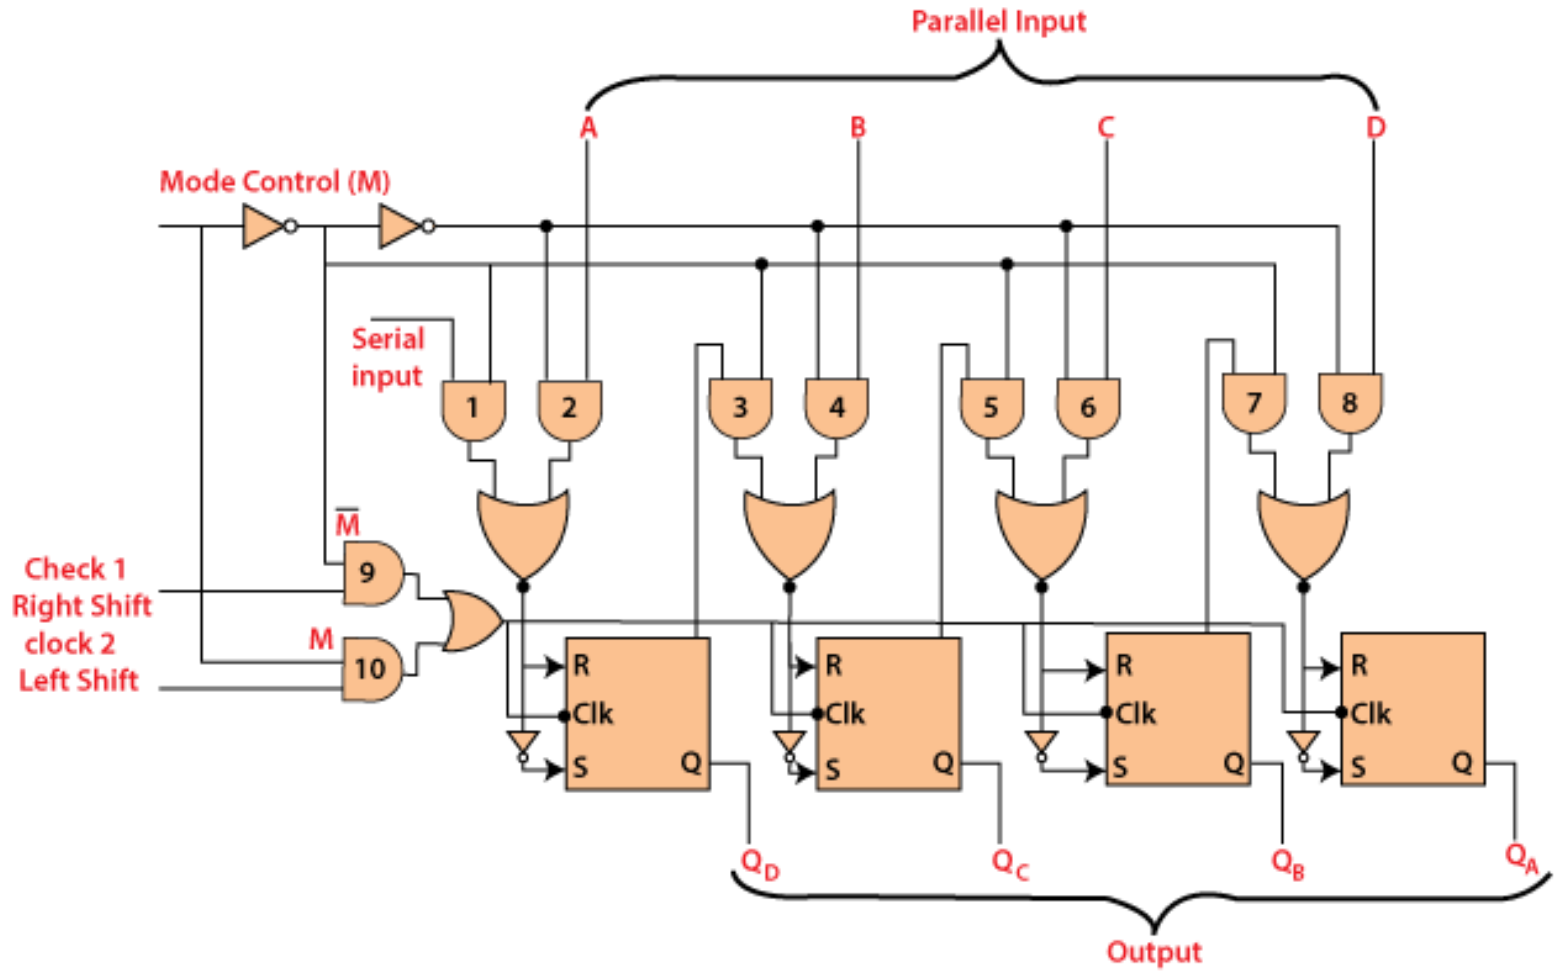 Parallel Input
A B C D
Mode Control (M)
Serial
input
1 2 3 4 5 6 7 8
M̅
Check 1
9
Right Shift
clock 2
M
10
Left Shift
R R R R
Clk Clk Clk Clk
S Q S Q S Q S Q
QD QC QB QA
Output